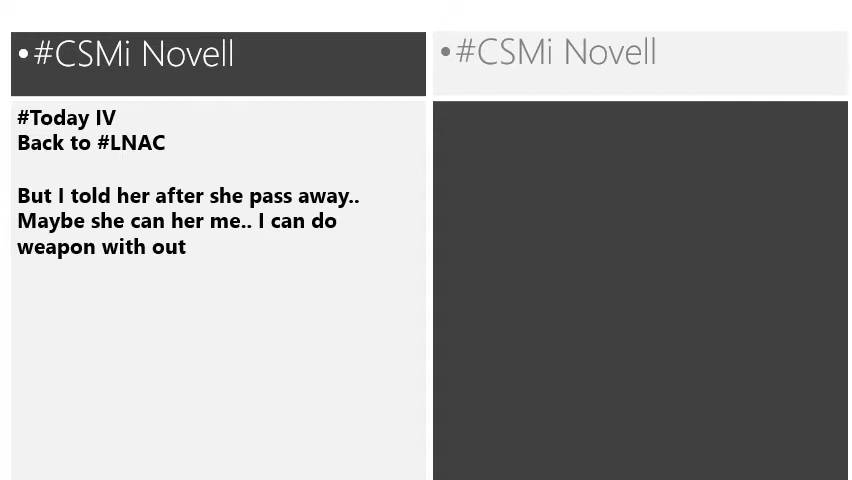 •#CSMi Novell
#Today IV
Back to #LNAC
But I told her after she pass away..
Maybe she can her me.. I can do
weapon with out
•#CSMi Novell